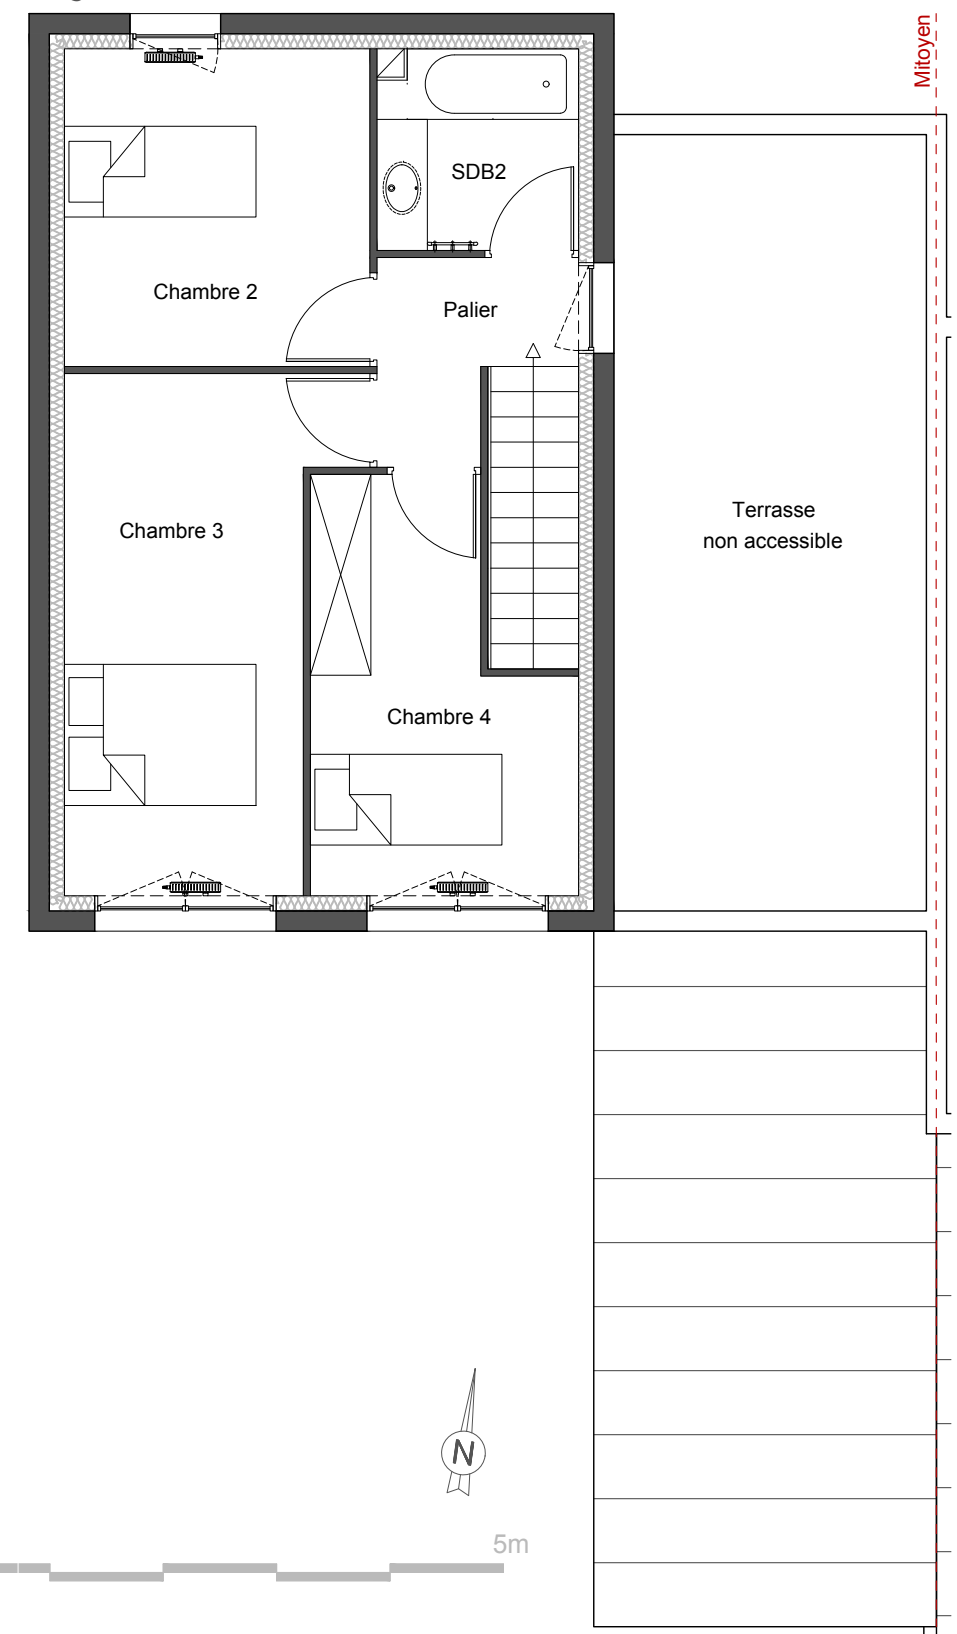 Mitoyen
SDB2
Chambre 2
Palier
Terrasse
non accessible
Chambre 3
Chambre 4
N
5m